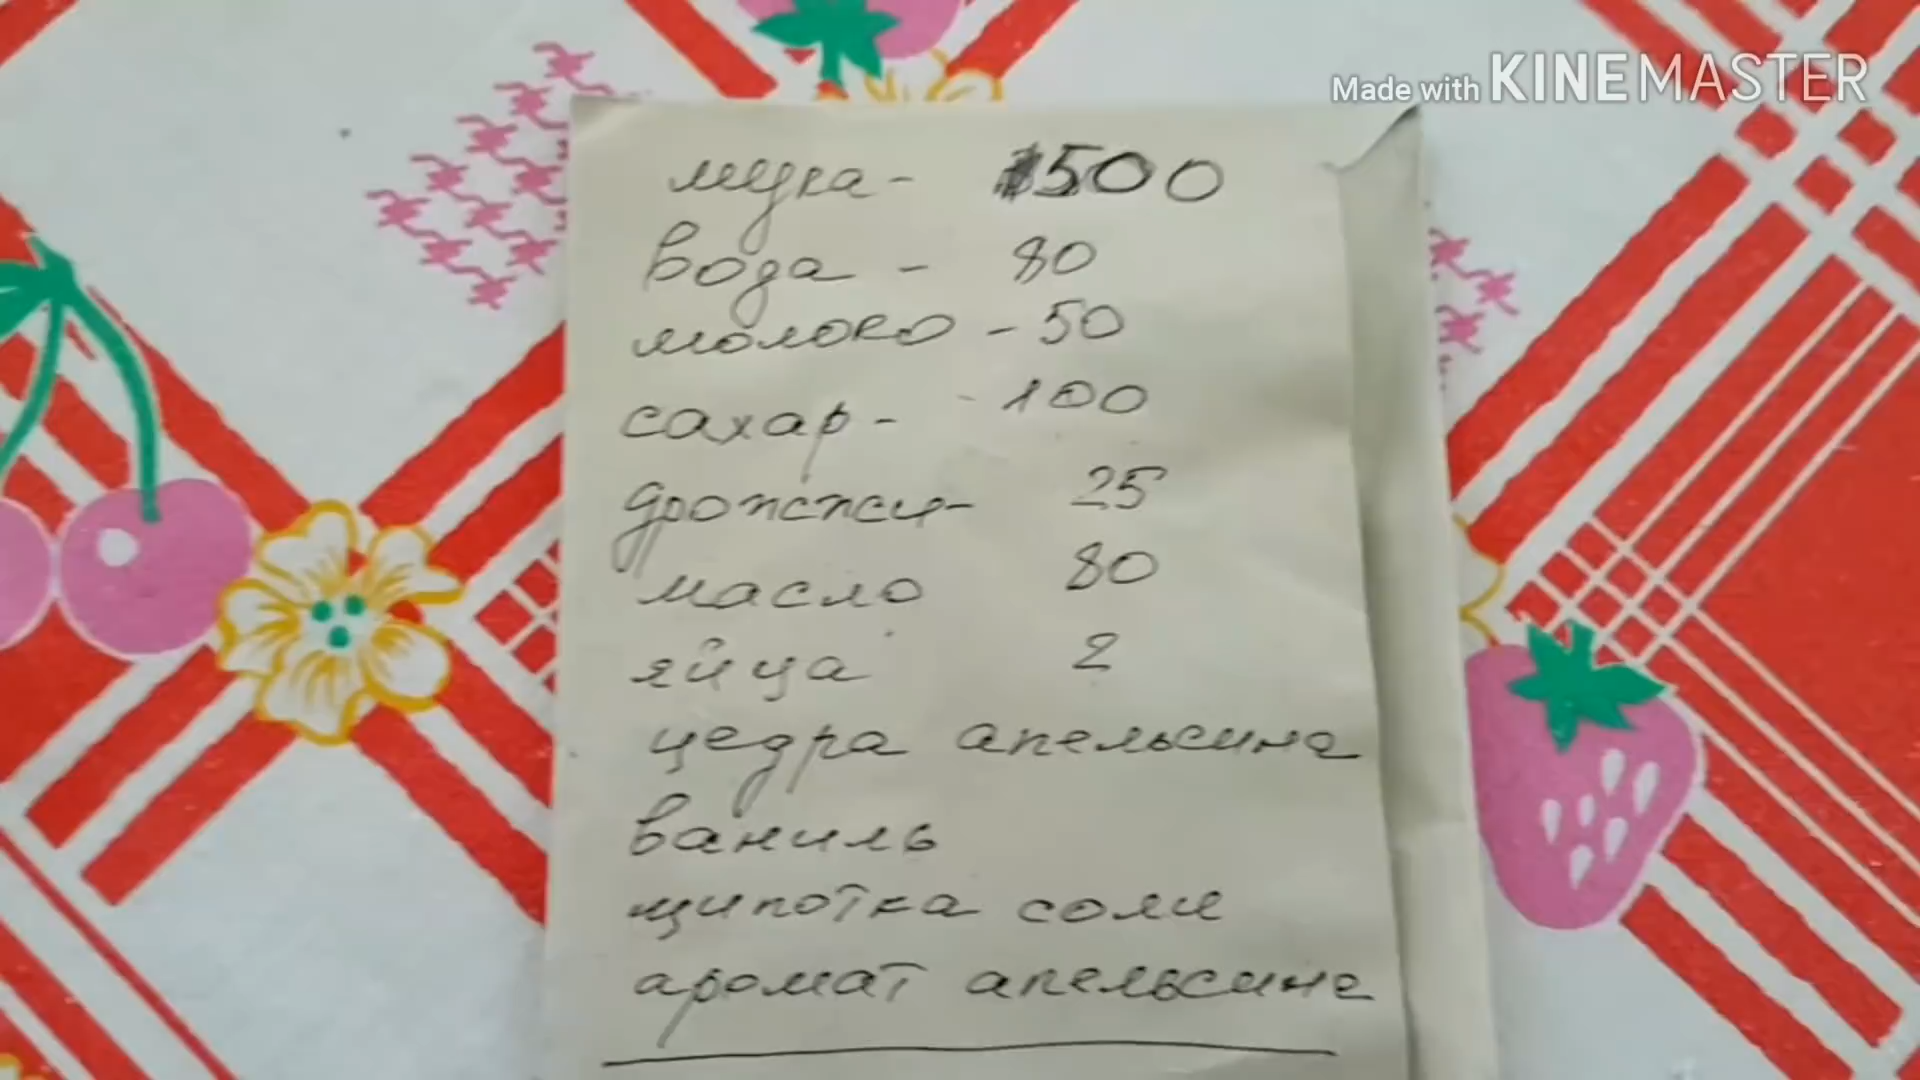 Made with KINEMASTER
мука - 500
вода - 80
молоко - 50
сахар - 100
дрожжи - 25
масло 80
яйца 2
цедра апельсина
ваниль
щипотка соли
аромат апельсина